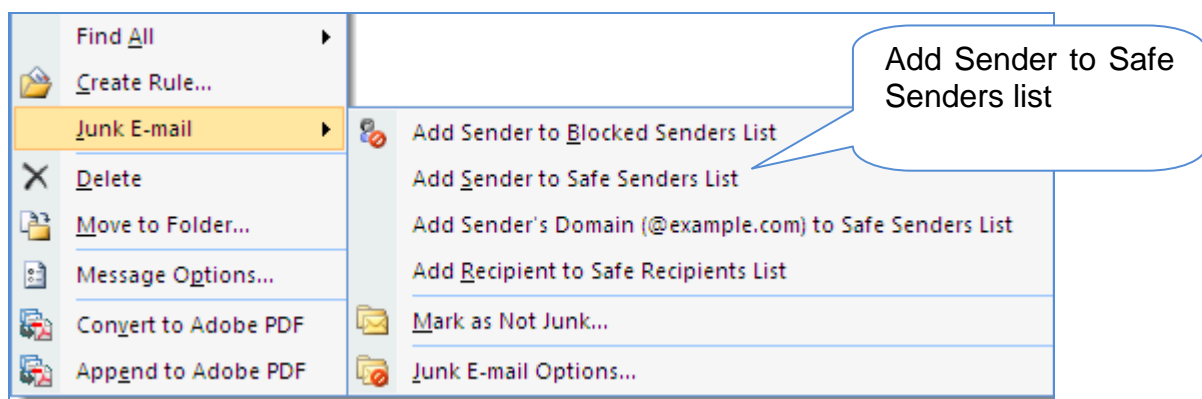 Find All
Create Rule...
Junk E-mail
Delete
Move to Folder...
Message Options...
Convert to Adobe PDF
Append to Adobe PDF
Add Sender to Blocked Senders List
Add Sender to Safe Senders List
Add Sender's Domain (@example.com) to Safe Senders List
Add Recipient to Safe Recipients List
Mark as Not Junk...
Junk E-mail Options...
Add Sender to Safe
Senders list